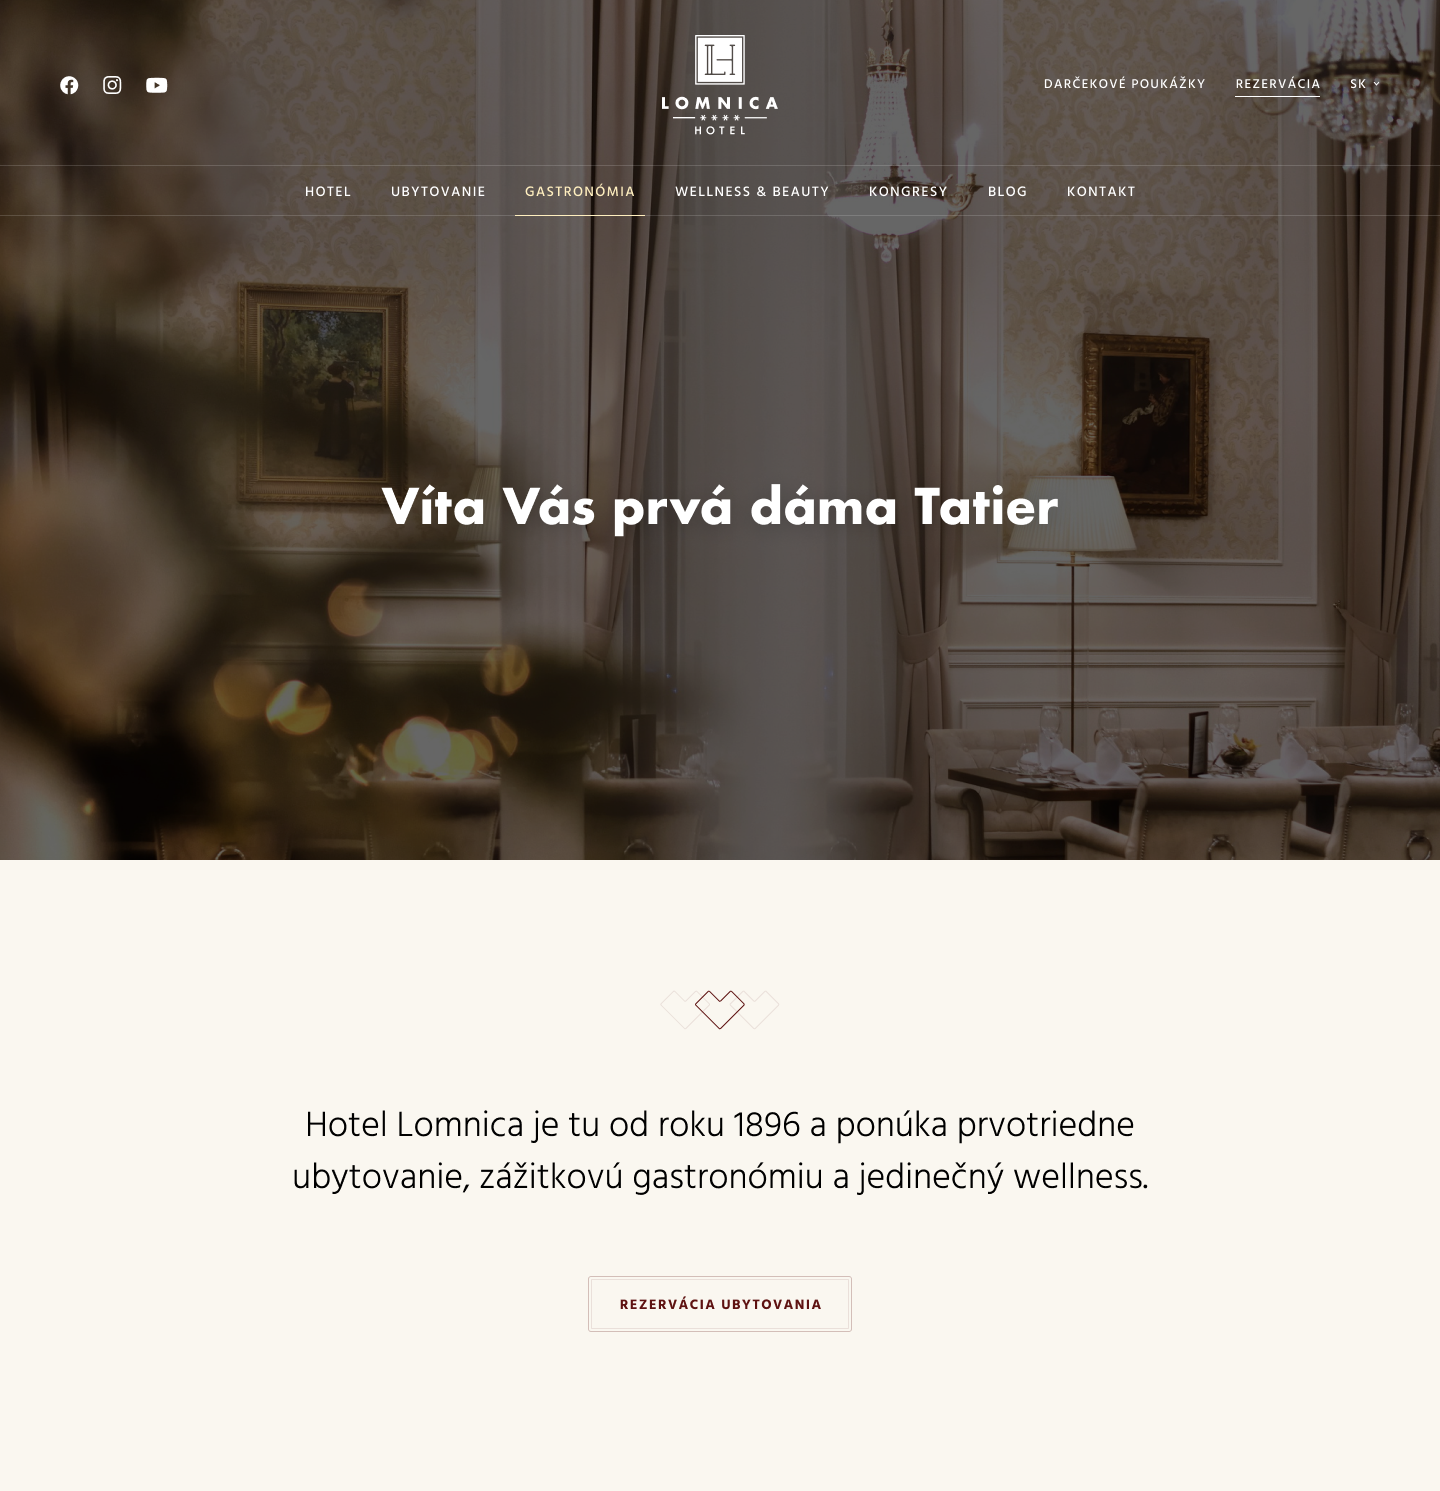 LH
LOMNICA
****
HOTEL
DARČEKOVÉ POUKÁŽKY
REZERVÁCIA
SK
HOTEL
UBYTOVANIE
GASTRONÓMIA
WELLNESS & BEAUTY
KONGRESY
BLOG
KONTAKT
Víta Vás prvá dáma Tatier
Hotel Lomnica je tu od roku 1896 a ponúka prvotriedne
ubytovanie, zážitkovú gastronómiu a jedinečný wellness.
REZERVÁCIA UBYTOVANIA